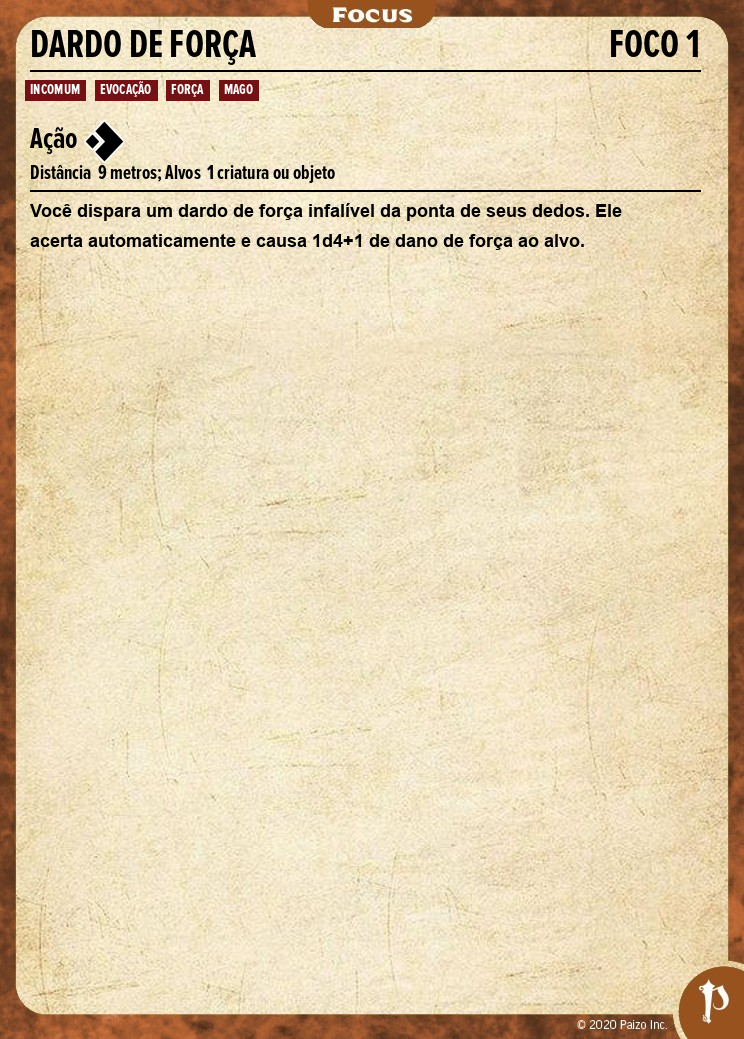 Focus
DARDO DE FORÇA FOCO 1
INCOMUM EVOCAÇÃO FORÇA MAGO
Ação
Distância 9 metros; Alvos 1 criatura ou objeto
Você dispara um dardo de força infalível da ponta de seus dedos. Ele
acerta automaticamente e causa 1d4+1 de dano de força ao alvo.
© 2020 Paizo Inc.
P